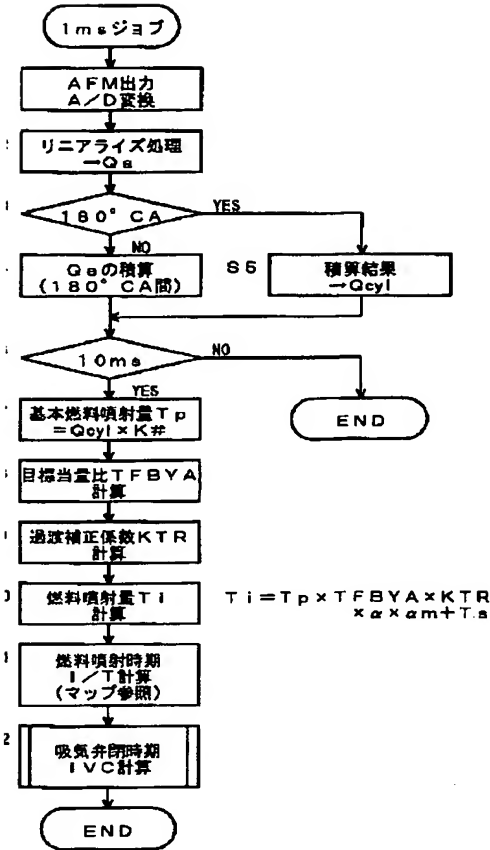 1msジョブ
AFM出力
A/D変換
リニアライズ処理
→Qa
180°CA
YES
NO
Qaの積算
(180°CA間)
S5
積算結果
→Qcyl
10ms
NO
YES
END
基本燃料噴射量Tp
=Qcyl×K#
目標当量比TFBYA
計算
過渡補正係数KTR
計算
燃料噴射量Ti
計算
Ti=Tp×TFBYA×KTR
×α×αm+Ts
燃料噴射時期
I/T計算
(マップ参照)
2
吸気弁閉時期
IVC計算
END